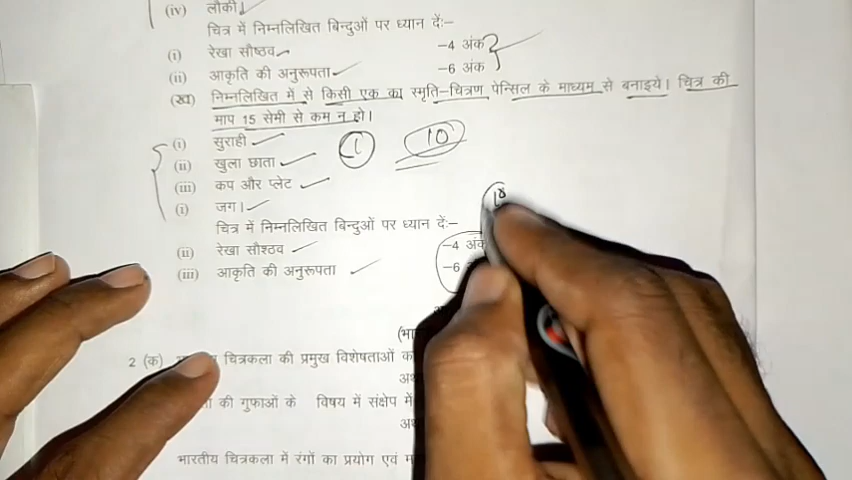 (iv) लौकी
चित्र में निम्नलिखित बिन्दुओं पर ध्यान दें:–
(i) रेखा सौष्ठव –4 अंक
(ii) आकृति की अनुरूपता –6 अंक
(ख) निम्नलिखित में से किसी एक का स्मृति–चित्रण पेन्सिल के माध्यम से बनाइये। चित्र की
माप 15 सेमी से कम न हो।
(i) सुराही 1 10
(ii) खुला छाता
(iii) कप और प्लेट
(i) जग।
चित्र में निम्नलिखित बिन्दुओं पर ध्यान दें:–
(ii) रेखा सौश्ठव –4 अंक
(iii) आकृति की अनुरूपता –6
2 (क) चित्रकला की प्रमुख विशेषताओं
की गुफाओं के विषय में संक्षेप में
भारतीय चित्रकला में रंगों का प्रयोग एवं